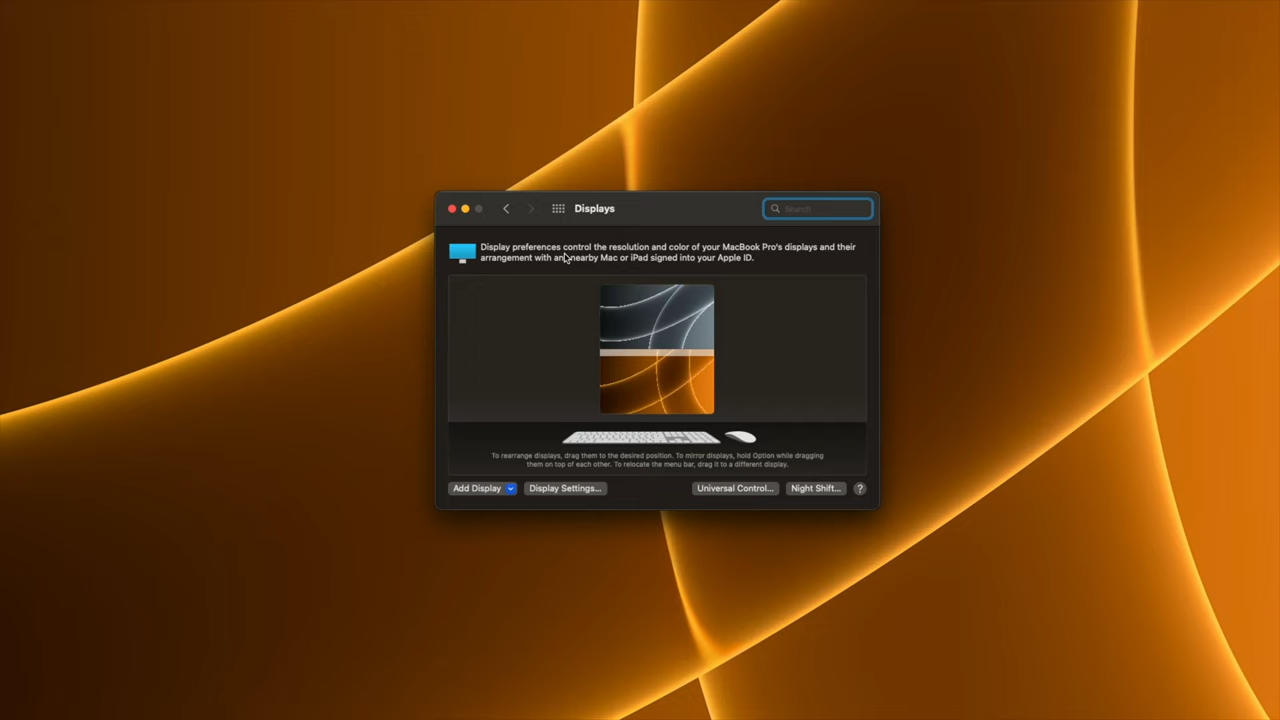 Displays
Search
Display preferences control the resolution and color of your MacBook Pro's displays and their
arrangement with any nearby Mac or iPad signed into your Apple ID.
To rearrange displays, drag them to the desired position. To mirror displays, hold Option while dragging
them on top of each other. To relocate the menu bar, drag it to a different display.
Add Display
Display Settings...
Universal Control...
Night Shift...
?